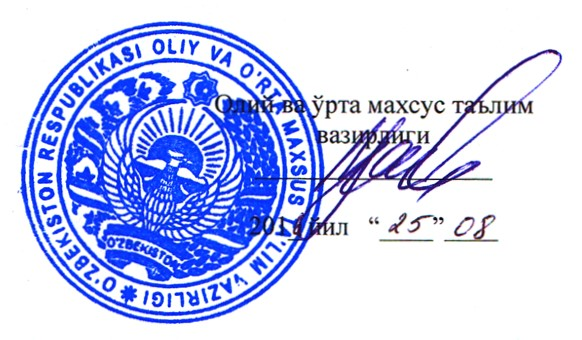 O'ZBEKISTON RESPUBLIKASI OLIY VA O'RTA MAXSUS TA'LIM VAZIRLIGI
O'ZBEKISTON
Олий ва ўрта махсус таълим
вазирлиги
йил “25” 08